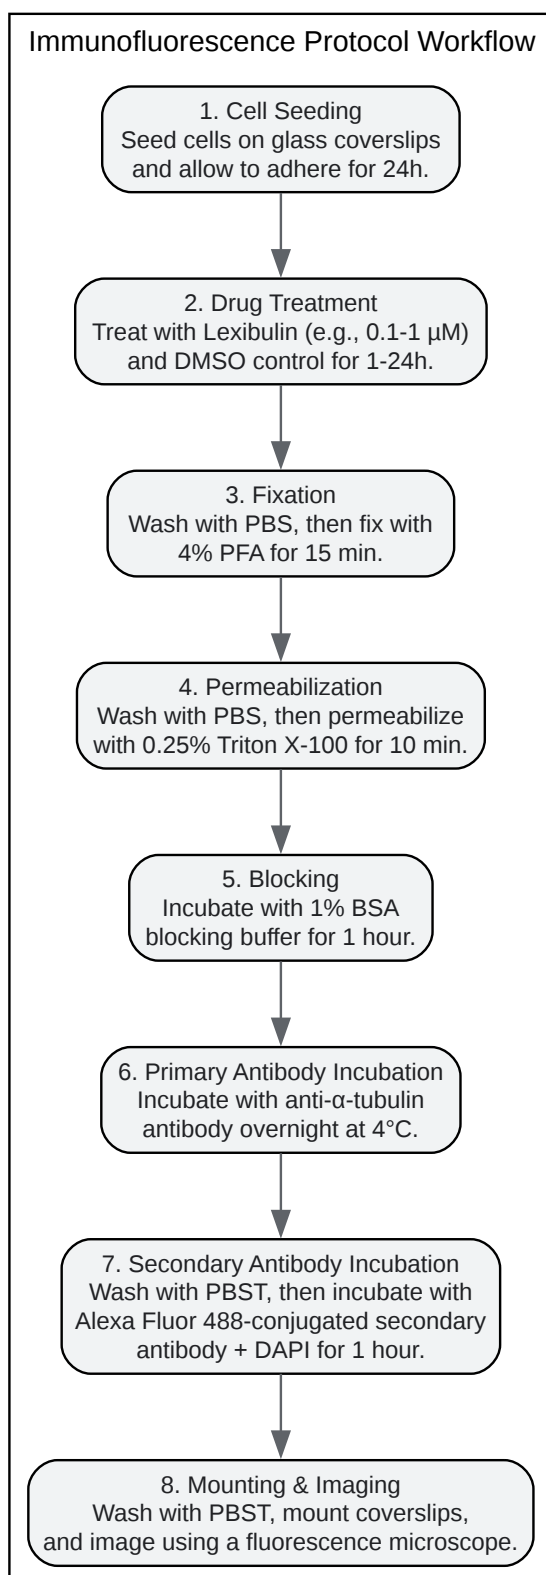 Immunofluorescence Protocol Workflow
1. Cell Seeding
Seed cells on glass coverslips
and allow to adhere for 24h.
2. Drug Treatment
Treat with Lexibulin (e.g., 0.1-1 µM)
and DMSO control for 1-24h.
3. Fixation
Wash with PBS, then fix with
4% PFA for 15 min.
4. Permeabilization
Wash with PBS, then permeabilize
with 0.25% Triton X-100 for 10 min.
5. Blocking
Incubate with 1% BSA
blocking buffer for 1 hour.
6. Primary Antibody Incubation
Incubate with anti-α-tubulin
antibody overnight at 4°C.
7. Secondary Antibody Incubation
Wash with PBST, then incubate with
Alexa Fluor 488-conjugated secondary
antibody + DAPI for 1 hour.
8. Mounting & Imaging
Wash with PBST, mount coverslips,
and image using a fluorescence microscope.